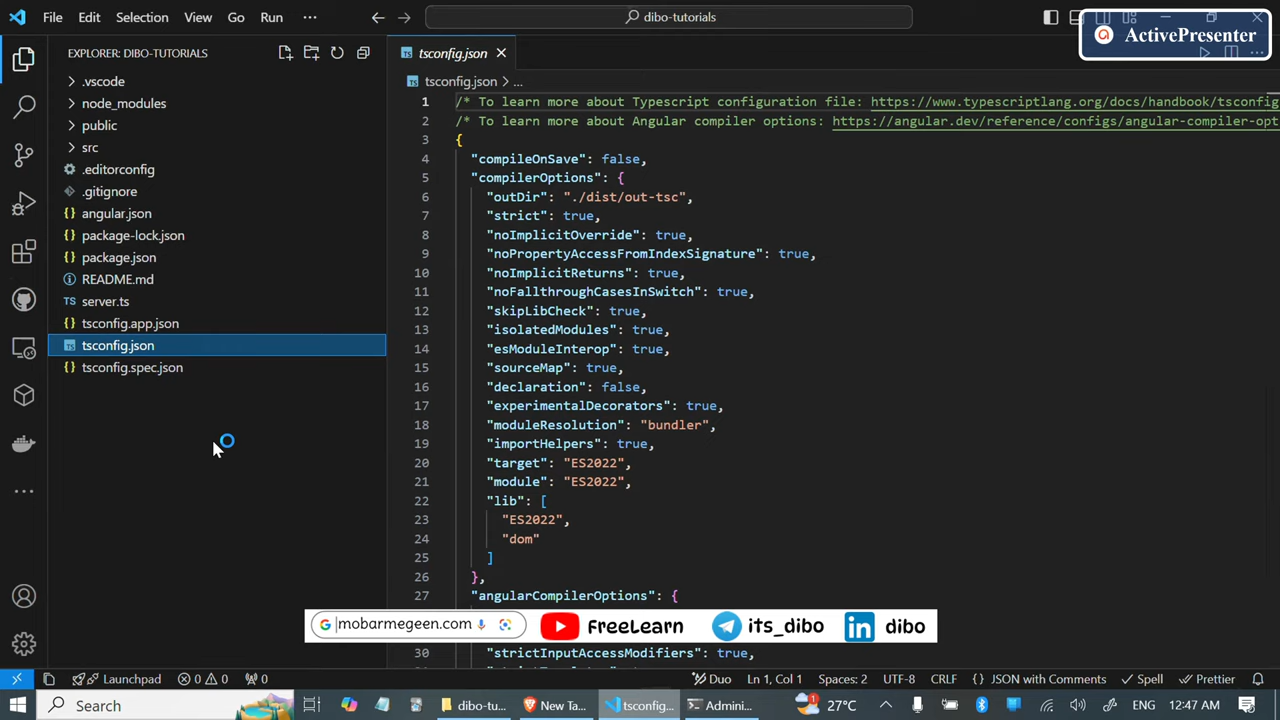 File Edit Selection View Go Run ···
dibo-tutorials
ActivePresenter
EXPLORER: DIBO-TUTORIALS
.vscode
node_modules
public
src
.editorconfig
.gitignore
angular.json
package-lock.json
package.json
README.md
TS server.ts
tsconfig.app.json
TS tsconfig.json
tsconfig.spec.json
TS tsconfig.json
TS tsconfig.json > ...
1 /* To learn more about Typescript configuration file: https://www.typescriptlang.org/docs/handbook/tsconfig
2 /* To learn more about Angular compiler options: https://angular.dev/reference/configs/angular-compiler-opt
3 {
4 "compileOnSave": false,
5 "compilerOptions": {
6 "outDir": "./dist/out-tsc",
7 "strict": true,
8 "noImplicitOverride": true,
9 "noPropertyAccessFromIndexSignature": true,
10 "noImplicitReturns": true,
11 "noFallthroughCasesInSwitch": true,
12 "skipLibCheck": true,
13 "isolatedModules": true,
14 "esModuleInterop": true,
15 "sourceMap": true,
16 "declaration": false,
17 "experimentalDecorators": true,
18 "moduleResolution": "bundler",
19 "importHelpers": true,
20 "target": "ES2022",
21 "module": "ES2022",
22 "lib": [
23 "ES2022",
24 "dom"
25 ]
26 },
27 "angularCompilerOptions": {
mobarmegeen.com FreeLearn its_dibo in dibo
30 "strictInputAccessModifiers": true,
Launchpad 0 0 0 Duo Ln 1, Col 1 Spaces: 2 UTF-8 CRLF {} JSON with Comments Spell Prettier
Search dibo-tu... New Ta... tsconfig... Admini... 1 27°C ENG 12:47 AM